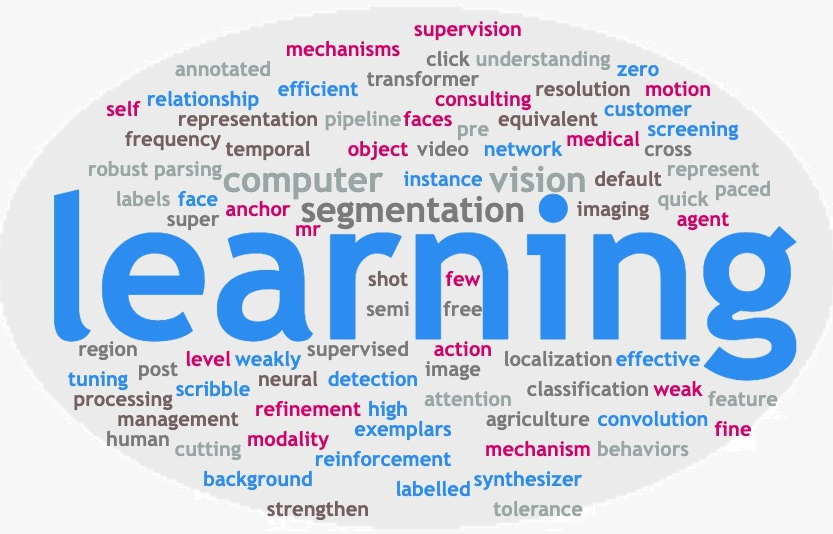 supervision
mechanisms click understanding
annotated transformer zero
self relationship efficient consulting resolution motion
representation pipeline faces pre equivalent customer
frequency temporal object video network medical screening cross
robust parsing computer instance vision default represent
labels face super anchor segmentation imaging quick paced
mr agent
learning
shot few
semi free
region post level weakly supervised action localization effective
tuning scribble neural detection image
processing attention classification weak feature
management refinement high exemplars agriculture convolution fine
human cutting modality reinforcement mechanism behaviors
background labelled synthesizer
strengthen tolerance